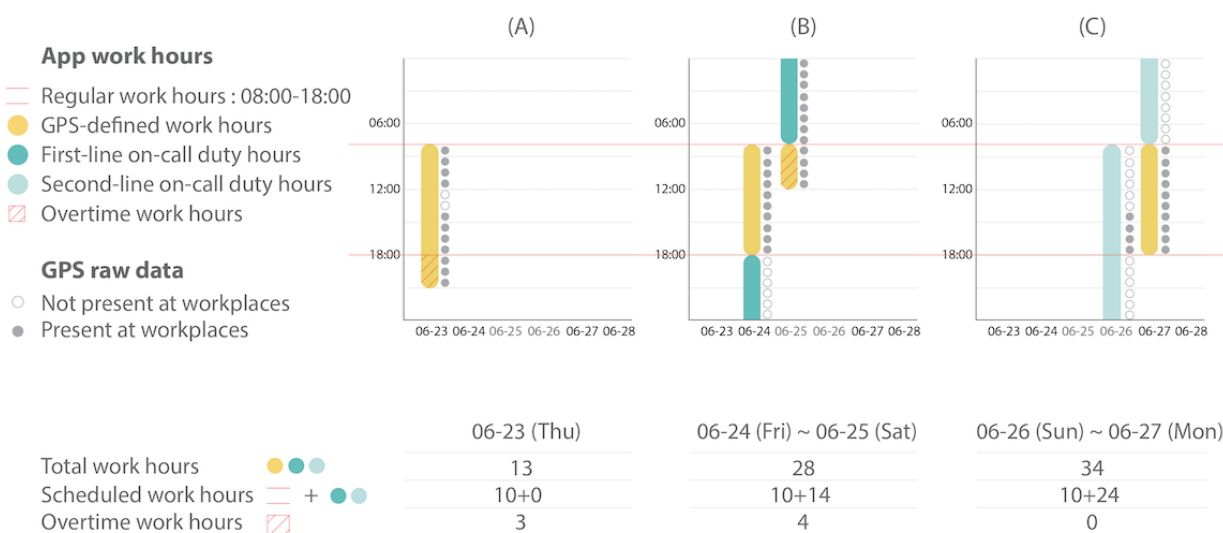 (A) (B) (C)
App work hours
Regular work hours : 08:00-18:00
GPS-defined work hours
First-line on-call duty hours
Second-line on-call duty hours
Overtime work hours
GPS raw data
Not present at workplaces
Present at workplaces
06:00 06:00 06:00
12:00 12:00 12:00
18:00 18:00 18:00
06-23 06-24 06-25 06-26 06-27 06-28 06-23 06-24 06-25 06-26 06-27 06-28 06-23 06-24 06-25 06-26 06-27 06-28
06-23 (Thu) 06-24 (Fri) ~ 06-25 (Sat) 06-26 (Sun) ~ 06-27 (Mon)
Total work hours 13 28 34
Scheduled work hours + 10+0 10+14 10+24
Overtime work hours 3 4 0